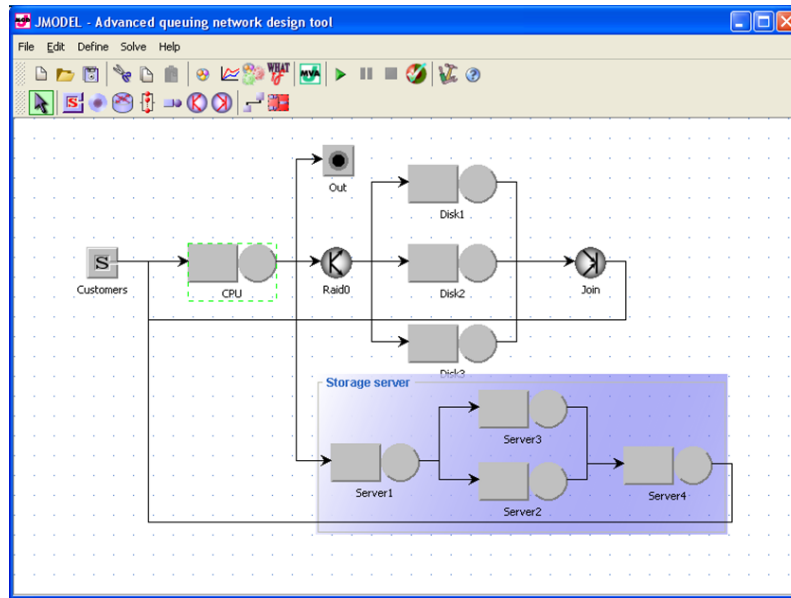 JMODEL - Advanced queuing network design tool
File Edit Define Solve Help
WHAT
MVA
S
Out
Disk1
S
Customers
CPU
Raid0
Disk2
Join
Disk3
Storage server
Server3
Server1
Server4
Server2